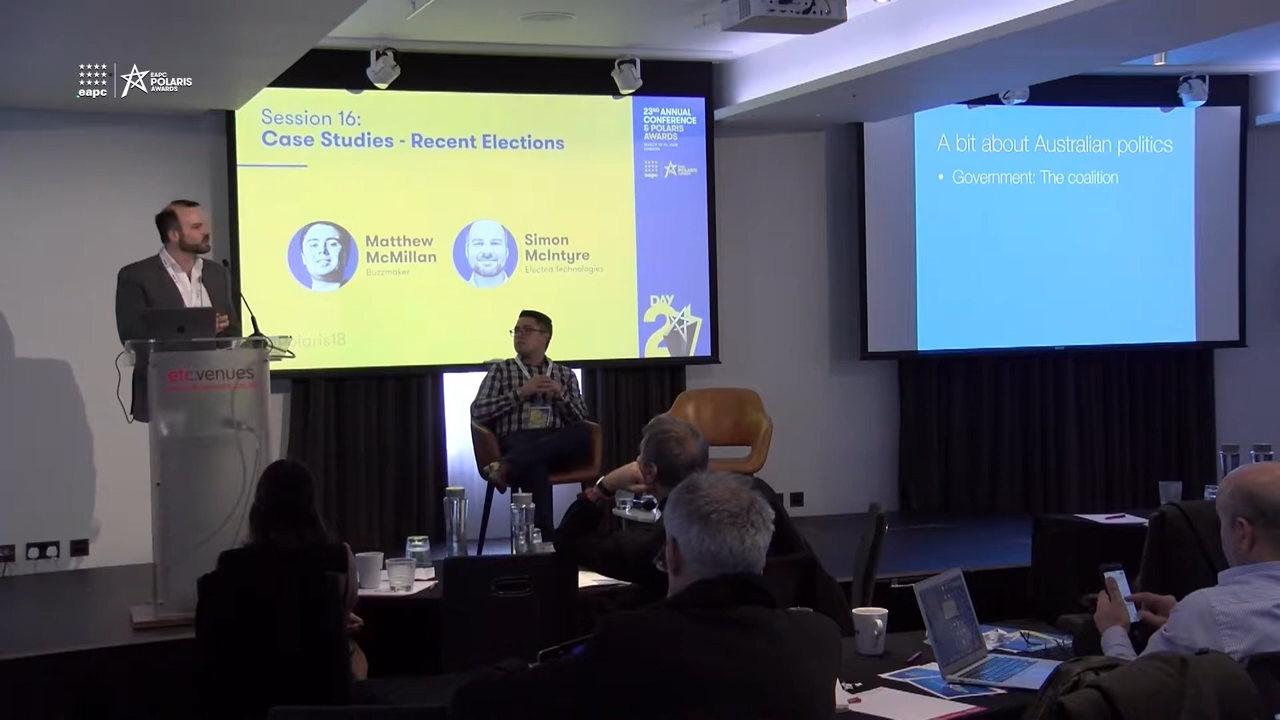 eapc
EAPC
POLARIS
AWARDS
Session 16:
Case Studies - Recent Elections
Matthew
McMillan
Buzzmaker
Simon
McIntyre
Elected Technologies
olaris18
23RD ANNUAL
CONFERENCE
& POLARIS
AWARDS
DAY
2
A bit about Australian politics
• Government: The coalition
etc.venues